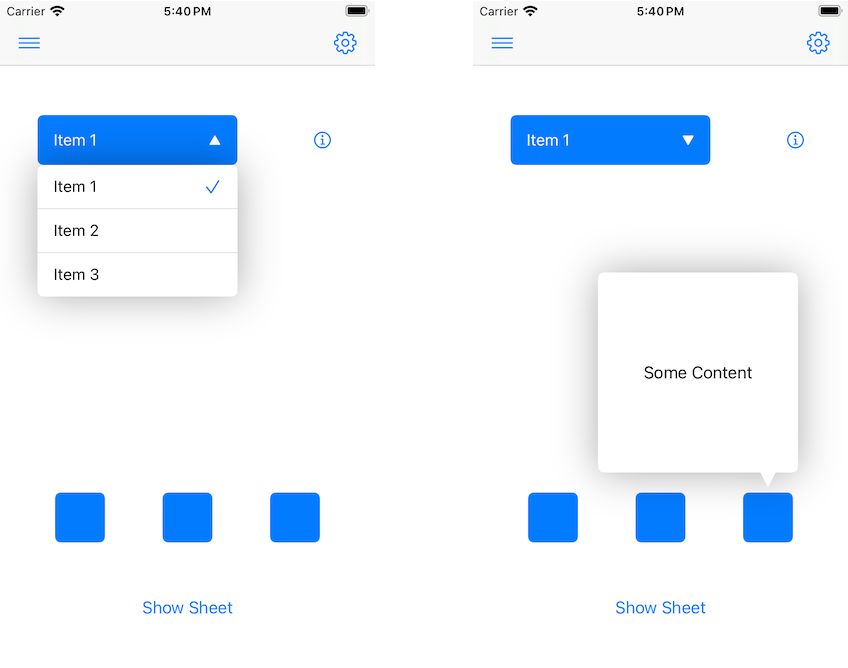 Carrier 5:40 PM
Item 1
Item 1
Item 2
Item 3
Show Sheet
Carrier 5:40 PM
Item 1
Some Content
Show Sheet